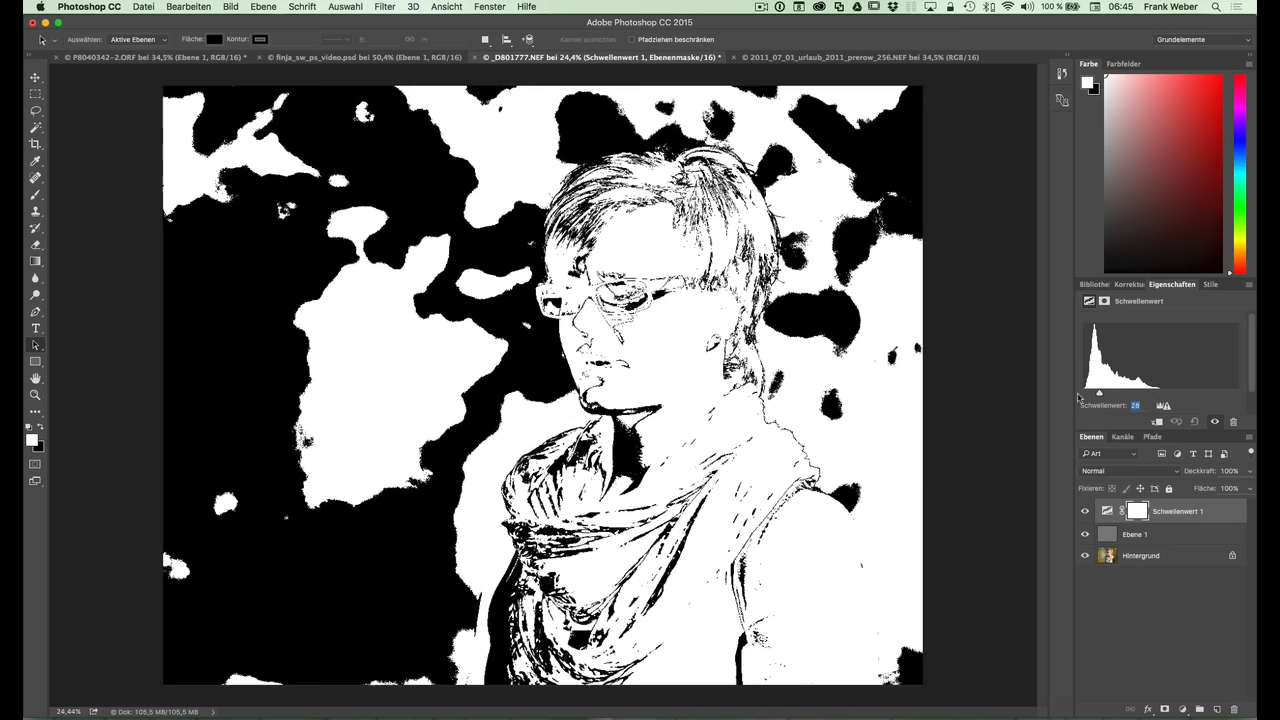 Photoshop CC Datei Bearbeiten Bild Ebene Schrift Auswahl Filter 3D Ansicht Fenster Hilfe 100 % 06:45 Frank Weber
Adobe Photoshop CC 2015
Auswählen: Aktive Ebenen Fläche: Kontur: Kanten ausrichten Pfadziehen beschränken Grundelemente
P8040342-2.ORF bei 34,5% (Ebene 1, RGB/16) * finja_sw_ps_video.psd bei 50,4% (Ebene 1, RGB/16) _D801777.NEF bei 24,4% (Schwellenwert 1, Ebenenmaske/16) * 2011_07_01_urlaub_2011_prerow_256.NEF bei 34,5% (RGB/16)
Farbe Farbfelder
Bibliothe Korrektu Eigenschaften Stile
Schwellenwert
Schwellenwert: 28
Ebenen Kanäle Pfade
Art
Normal Deckkraft: 100%
Fixieren: Fläche: 100%
Schwellenwert 1
Ebene 1
Hintergrund
24,44% Dok: 105,5 MB/105,5 MB